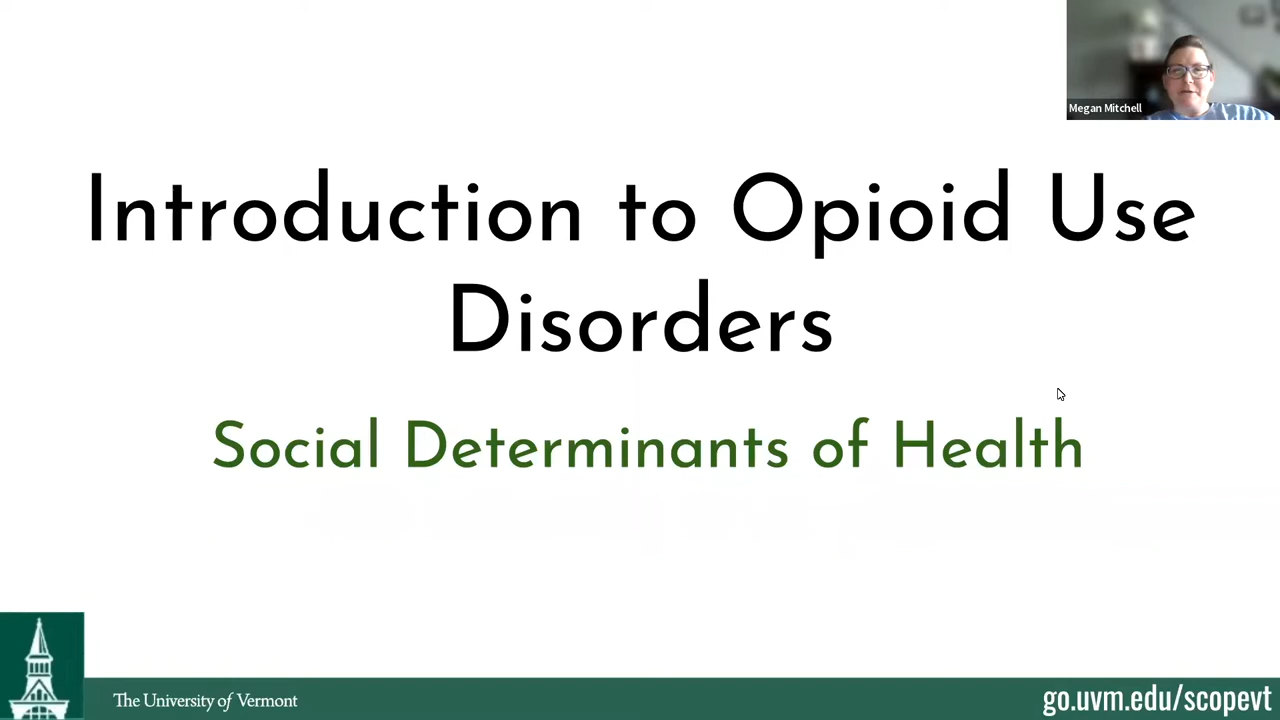 Megan Mitchell
Introduction to Opioid Use
Disorders
Social Determinants of Health
The University of Vermont
go.uvm.edu/scopevt